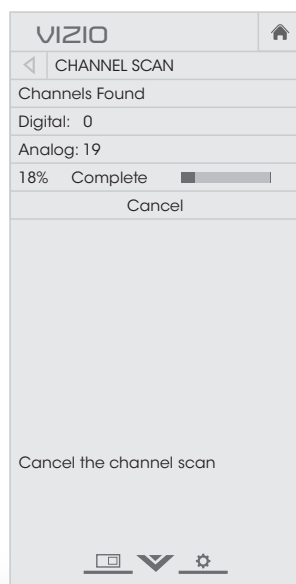 VIZIO
CHANNEL SCAN
Channels Found
Digital: 0
Analog: 19
18% Complete
Cancel
Cancel the channel scan